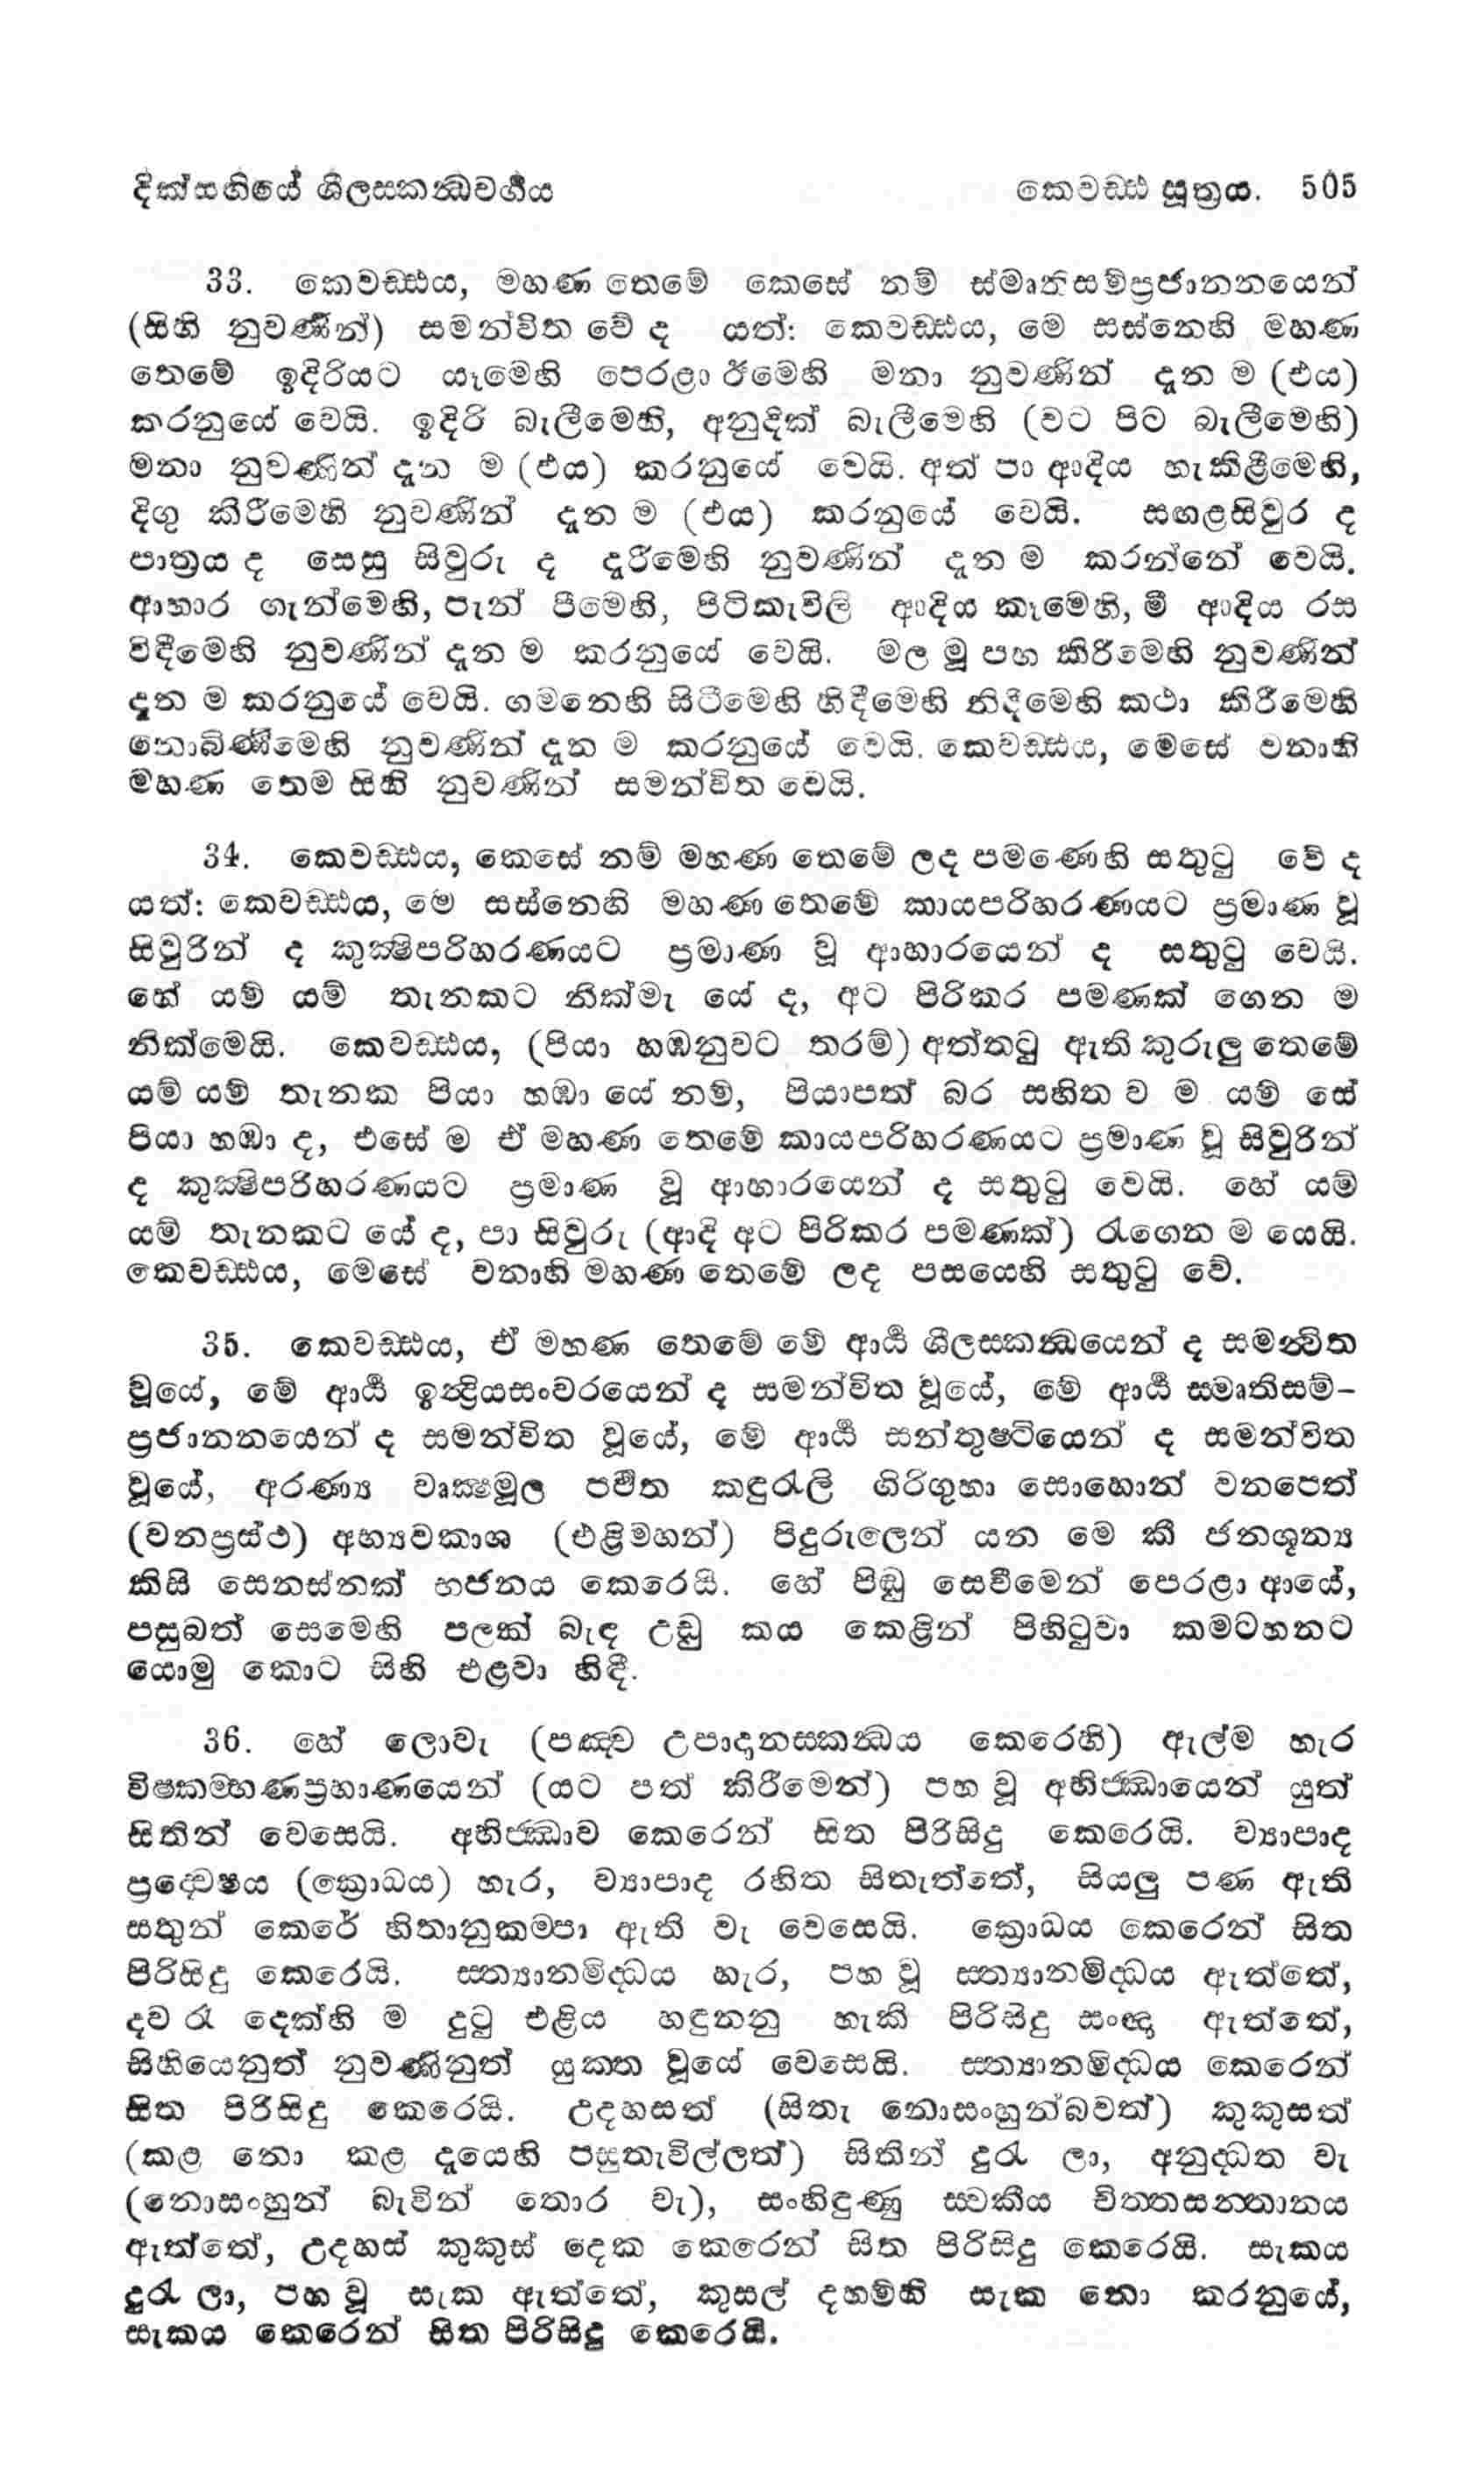 දික්සඟියේ ශීලසකන්‍ධවර්‍ගය කෙවඩ්ඪ සූත්‍රය. 505
33. කෙවඩ්ඪය, මහණ තෙමේ කෙසේ නම් ස්මෘතිසම්ප්‍රජානනයෙන්
(සිහි නුවණින්) සමන්විත වේ ද යත්: කෙවඩ්ඪය, මෙ සස්නෙහි මහණ
තෙමේ ඉදිරියට යෑමෙහි පෙරළා ඊමෙහි මනා නුවණින් දැන ම (එය)
කරනුයේ වෙයි. ඉදිරි බැලීමෙහි, අනුදික් බැලීමෙහි (වට පිට බැලීමෙහි)
මනා නුවණින් දැන ම (එය) කරනුයේ වෙයි. අත් පා ආදිය හැකිළීමෙහි,
දිගු කිරීමෙහි නුවණින් දැන ම (එය) කරනුයේ වෙයි. සඟළසිවුර ද
පාත්‍රය ද සෙසු සිවුරු ද දැරීමෙහි නුවණින් දැන ම කරන්නේ වෙයි.
ආහාර ගැන්මෙහි, පැන් පීමෙහි, පිටිකැවිලි ආදිය කෑමෙහි, මී ආදිය රස
විඳීමෙහි නුවණින් දැන ම කරනුයේ වෙයි. මල මූ පහ කිරීමෙහි නුවණින්
දැන ම කරනුයේ වෙයි. ගමනෙහි සිටීමෙහි හිදීමෙහි නිදීමෙහි කථා කිරීමෙහි
නොබිණීමෙහි නුවණින් දැන ම කරනුයේ වෙයි. කෙවඩ්ඪය, මෙසේ වනාහි
මහණ තෙම සිහි නුවණින් සමන්විත වෙයි.
34. කෙවඩ්ඪය, කෙසේ නම් මහණ තෙමේ ලද පමණෙහි සතුටු වේ ද
යත්: කෙවඩ්ඪය, මෙ සස්නෙහි මහණ තෙමේ කායපරිහරණයට ප්‍රමාණ වූ
සිවුරින් ද කුක්‍ෂිපරිහරණයට ප්‍රමාණ වූ ආහාරයෙන් ද සතුටු වෙයි.
හේ යම් යම් තැනකට නික්මැ යේ ද, අට පිරිකර පමණක් ගෙන ම
නික්මෙයි. කෙවඩ්ඪය, (පියා හඹනුවට තරම්) අත්තටු ඇති කුරුලු තෙමේ
යම් යම් තැනක පියා හඹා යේ නම්, පියාපත් බර සහිත ව ම යම් සේ
පියා හඹා ද, එසේ ම ඒ මහණ තෙමේ කායපරිහරණයට ප්‍රමාණ වූ සිවුරින්
ද කුක්‍ෂිපරිහරණයට ප්‍රමාණ වූ ආහාරයෙන් ද සතුටු වෙයි. හේ යම්
යම් තැනකට යේ ද, පා සිවුරු (ආදි අට පිරිකර පමණක්) රැගෙන ම යෙයි.
කෙවඩ්ඪය, මෙසේ වනාහි මහණ තෙමේ ලද පසයෙහි සතුටු වේ.
35. කෙවඩ්ඪය, ඒ මහණ තෙමේ මේ ආර්‍ය්‍ය ශීලසකන්‍ධයෙන් ද සමන්‍විත
වූයේ, මේ ආර්‍ය්‍ය ඉන්‍ද්‍රියසංවරයෙන් ද සමන්විත වූයේ, මේ ආර්‍ය්‍ය ස්මෘතිසම්-
ප්‍රජානනයෙන් ද සමන්විත වූයේ, මේ ආර්‍ය්‍ය සන්තුෂ්ටියෙන් ද සමන්විත
වූයේ, අරණ්‍ය වෘක්‍ෂමූල පර්‍වත කඳුරැලි ගිරිගුහා සොහොන් වනපෙත්
(වනප්‍රස්ථ) අභ්‍යවකාශ (එළිමහන්) පිදුරුලෙන් යන මෙ කී ජනශූන්‍ය
කිසි සෙනස්නක් භජනය කෙරෙයි. හේ පිඬු සෙවීමෙන් පෙරළා ආයේ,
පසුබත් සෙමෙහි පලක් බැඳ උඩු කය කෙළින් පිහිටුවා කමටහනට
යොමු කොට සිහි එළවා හිඳී.
36. හේ ලොවැ (පඤ්ච උපාදානස්කන්‍ධය කෙරෙහි) ඇල්ම හැර
විෂ්කම්භණප්‍රහාණයෙන් (යට පත් කිරීමෙන්) පහ වූ අභිජ්ඣායෙන් යුත්
සිතින් වෙසෙයි. අභිජ්ඣාව කෙරෙන් සිත පිරිසිදු කෙරෙයි. ව්‍යාපාද
ප්‍රද්වේෂය (ක්‍රොධය) හැර, ව්‍යාපාද රහිත සිතැත්තේ, සියලු පණ ඇති
සතුන් කෙරේ හිතානුකම්පා ඇති වැ වෙසෙයි. ක්‍රොධය කෙරෙන් සිත
පිරිසිදු කෙරෙයි. ස්ත්‍යානමිද්ධය හැර, පහ වූ ස්ත්‍යානමිද්ධය ඇත්තේ,
දව රෑ දෙක්හි ම දුටු එළිය හඳුනනු හැකි පිරිසිදු සංඥා ඇත්තේ,
සිහියෙනුත් නුවණිනුත් යුක්ත වූයේ වෙසෙයි. ස්ත්‍යානමිද්ධය කෙරෙන්
සිත පිරිසිදු කෙරෙයි. උදහසත් (සිතැ නොසංහුන්බවත්) කුකුසත්
(කළ නො කළ දැයෙහි පසුතැවිල්ලත්) සිතින් දුරැ ලා, අනුද්ධත වැ
(නොසංහුන් බැවින් තොර වැ), සංහිඳුණු ස්වකීය චිත්තසන්තානය
ඇත්තේ, උදහස් කුකුස් දෙක කෙරෙන් සිත පිරිසිදු කෙරෙයි. සැකය
දුරැ ලා, පහ වූ සැක ඇත්තේ, කුසල් දහම්හි සැක නො කරනුයේ,
සැකය කෙරෙන් සිත පිරිසිදු කෙරෙයි.